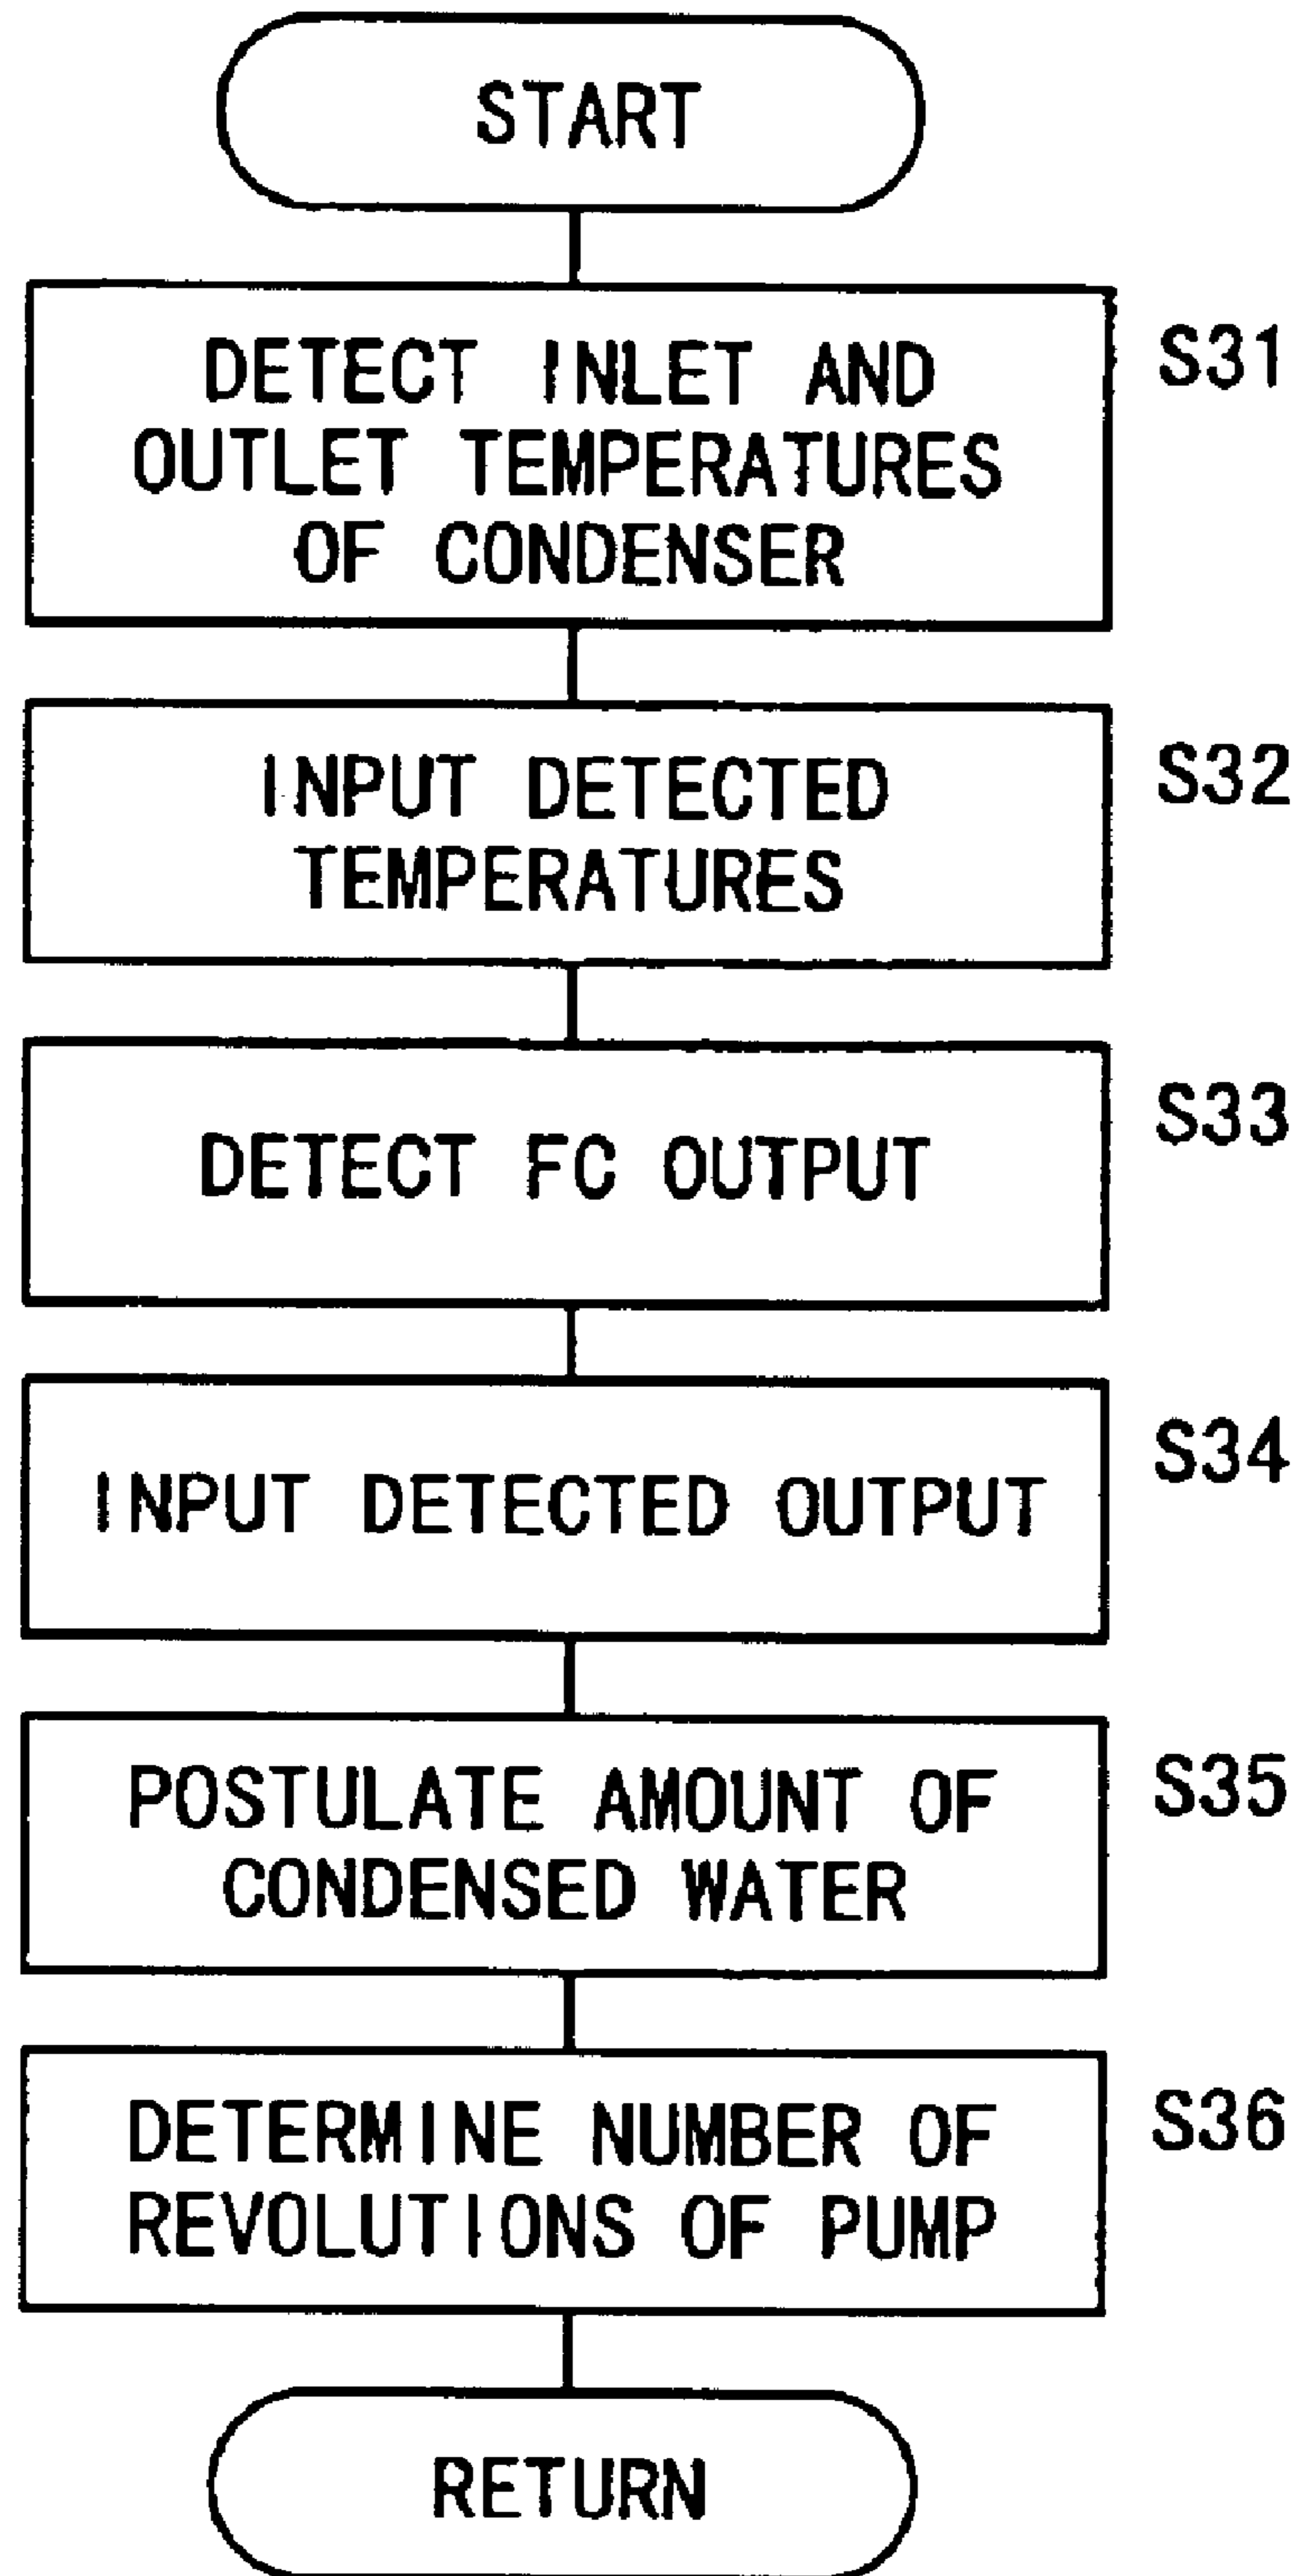 START
DETECT INLET AND
OUTLET TEMPERATURES
OF CONDENSER
S31
INPUT DETECTED
TEMPERATURES
S32
DETECT FC OUTPUT
S33
INPUT DETECTED OUTPUT
S34
POSTULATE AMOUNT OF
CONDENSED WATER
S35
DETERMINE NUMBER OF
REVOLUTIONS OF PUMP
S36
RETURN